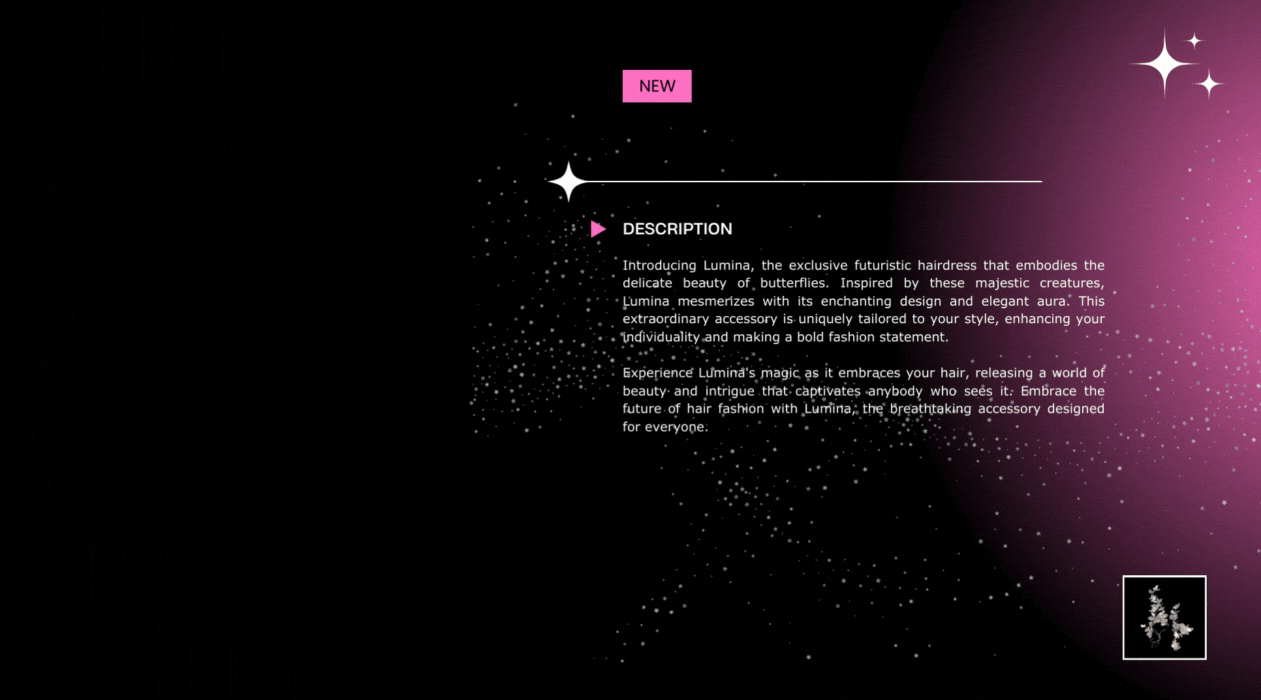 NEW
DESCRIPTION
Introducing Lumina, the exclusive futuristic hairdress that embodies the
delicate beauty of butterflies. Inspired by these majestic creatures,
Lumina mesmerizes with its enchanting design and elegant aura. This
extraordinary accessory is uniquely tailored to your style, enhancing your
individuality and making a bold fashion statement.
Experience Lumina's magic as it embraces your hair, releasing a world of
beauty and intrigue that captivates anybody who sees it. Embrace the
future of hair fashion with Lumina, the breathtaking accessory designed
for everyone.